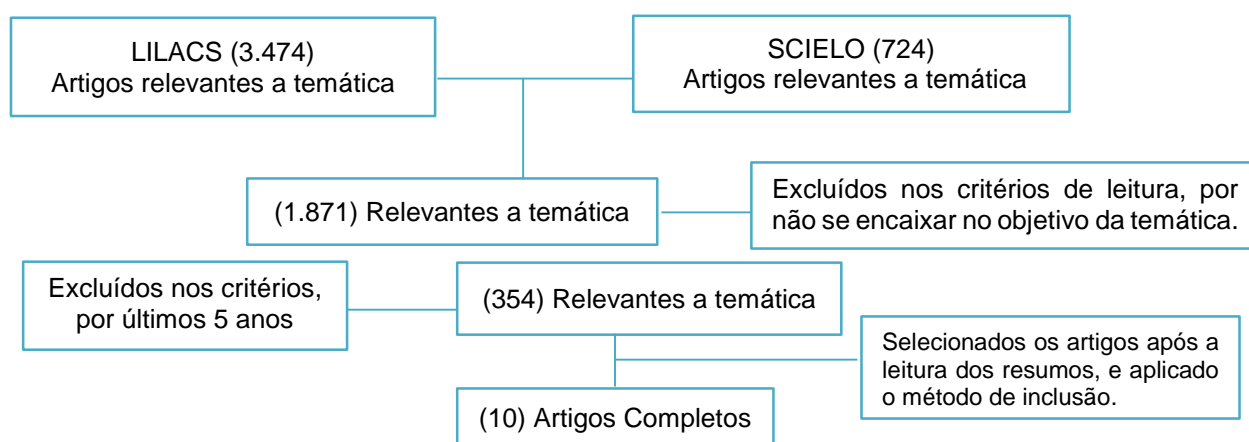 LILACS (3.474)
Artigos relevantes a temática
SCIELO (724)
Artigos relevantes a temática
(1.871) Relevantes a temática
Excluídos nos critérios de leitura, por
não se encaixar no objetivo da temática.
Excluídos nos critérios,
por últimos 5 anos
(354) Relevantes a temática
Selecionados os artigos após a
leitura dos resumos, e aplicado
o método de inclusão.
(10) Artigos Completos